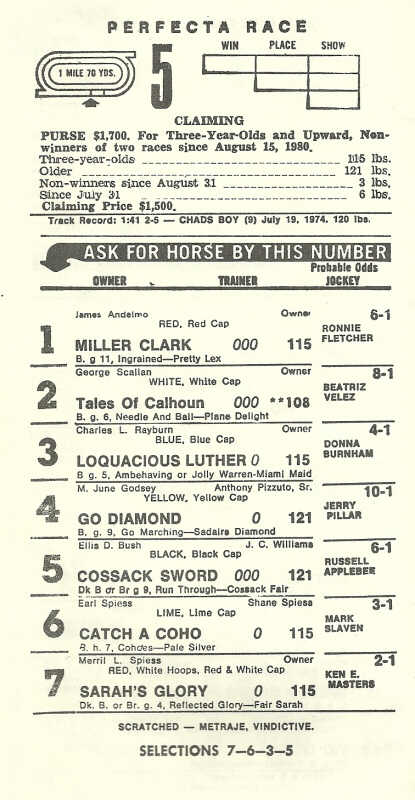 PERFECTA RACE
1 MILE 70 YDS.
5
WIN PLACE SHOW
CLAIMING
PURSE $1,700. For Three-Year-Olds and Upward, Non-
winners of two races since August 15, 1980.
Three-year-olds 115 lbs.
Older 121 lbs.
Non-winners since August 31 3 lbs.
Since July 31 6 lbs.
Claiming Price $1,500.
Track Record: 1:41 2-5 — CHADS BOY (9) July 19, 1974. 120 lbs.
ASK FOR HORSE BY THIS NUMBER
Probable Odds
OWNER TRAINER JOCKEY
James Andelmo Owner 6-1
RED, Red Cap
1 MILLER CLARK 000 115 RONNIE FLETCHER
B. g 11, Ingrained—Pretty Lex
George Scallan Owner 8-1
WHITE, White Cap
2 Tales Of Calhoun 000 **108 BEATRIZ VELEZ
B. g. 6, Needle And Ball—Plane Delight
Charles L. Rayburn Owner 4-1
BLUE, Blue Cap
3 LOQUACIOUS LUTHER 0 115 DONNA BURNHAM
B g. 5, Ambehaving or Jolly Warren-Miami Maid
M. June Godsey Anthony Pizzuto, Sr. 10-1
YELLOW, Yellow Cap
4 GO DIAMOND 0 121 JERRY PILLAR
B. g. 9, Go Marching—Sadairs Diamond
Ellis D. Bush J. C. Williams 6-1
BLACK, Black Cap
5 COSSACK SWORD 000 121 RUSSELL APPLEBEE
Dk B or Br g 9, Run Through—Cossack Fair
Earl Spiess Shane Spiess 3-1
LIME, Lime Cap
6 CATCH A COHO 0 115 MARK SLAVEN
B. h. 7, Cohoes—Pale Silver
Merril L. Spiess Owner 2-1
RED, White Hoops, Red & White Cap
7 SARAH'S GLORY 0 115 KEN E. MASTERS
Dk. B. or Br. g. 4, Reflected Glory—Fair Sarah
SCRATCHED — METRAJE, VINDICTIVE.
SELECTIONS 7–6–3–5